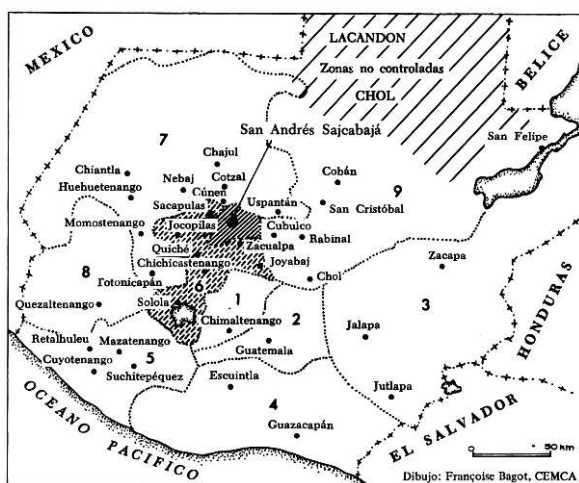 MEXICO
LACANDON
Zonas no controladas
CHOL
BELICE
San Andrés Sajcabajá
San Felipe
7
Chajul
Chiantla
Nebaj
Cotzal
Cobán
9
Huehuetenango
Cúnen
Sacapulas
Uspantán
San Cristóbal
Momostenango
Jocopilas
Cubulco
Quiché
Zacualpa
Rabinal
Chichicastenango
Joyabaj
Zacapa
8
Totonicapán
6
Chol
Quezaltenango
Solola
1
3
HONDURAS
Chimaltenango
2
Retalhuleu
Mazatenango
Guatemala
Jalapa
Cuyotenango
5
Suchitepéquez
Escuintla
Jutlapa
4
Guazacapán
OCEANO PACIFICO
EL SALVADOR
0 50 km
Dibujo: Françoise Bagot, CEMCA